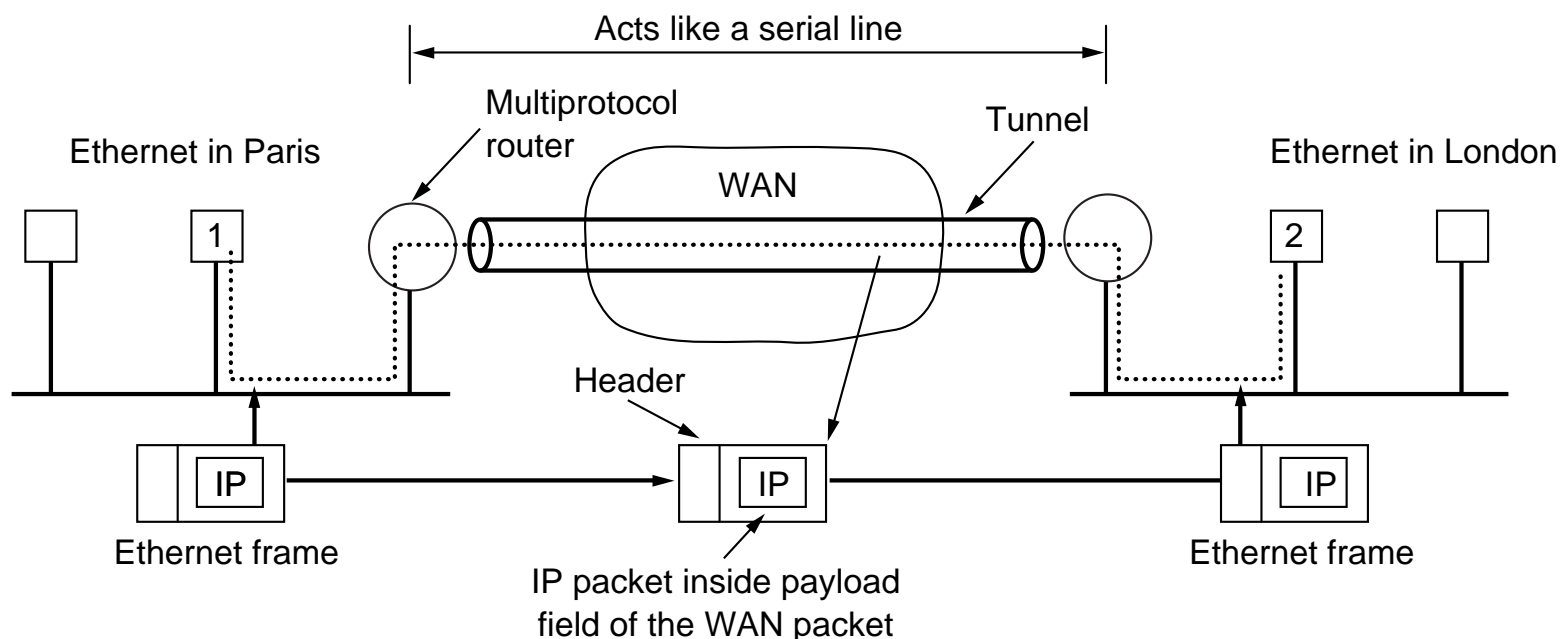 Acts like a serial line
Multiprotocol
router
Tunnel
Ethernet in Paris
Ethernet in London
WAN
1
2
Header
IP
IP
IP
Ethernet frame
Ethernet frame
IP packet inside payload
field of the WAN packet